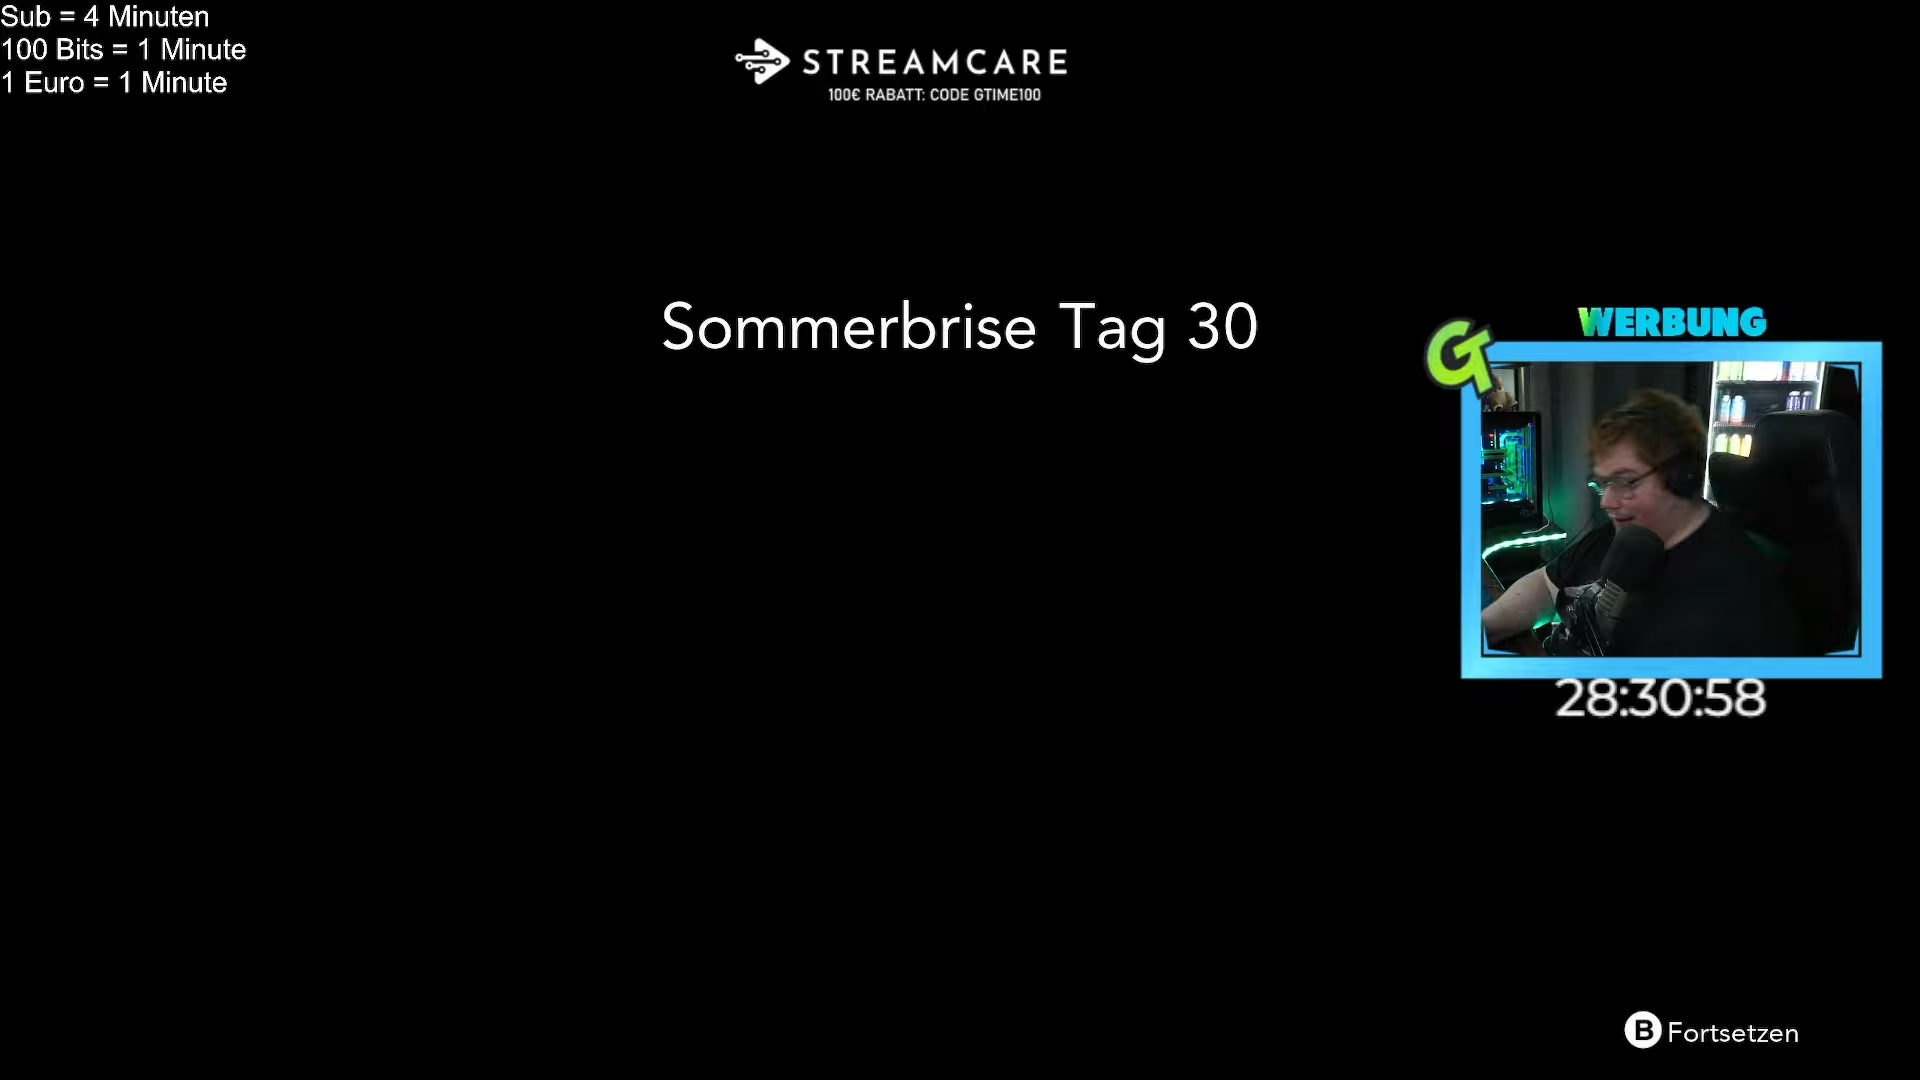 Sub = 4 Minuten
100 Bits = 1 Minute
1 Euro = 1 Minute
STREAMCARE
100€ RABATT: CODE GTIME100
Sommerbrise Tag 30
WERBUNG
G
28:30:58
B Fortsetzen